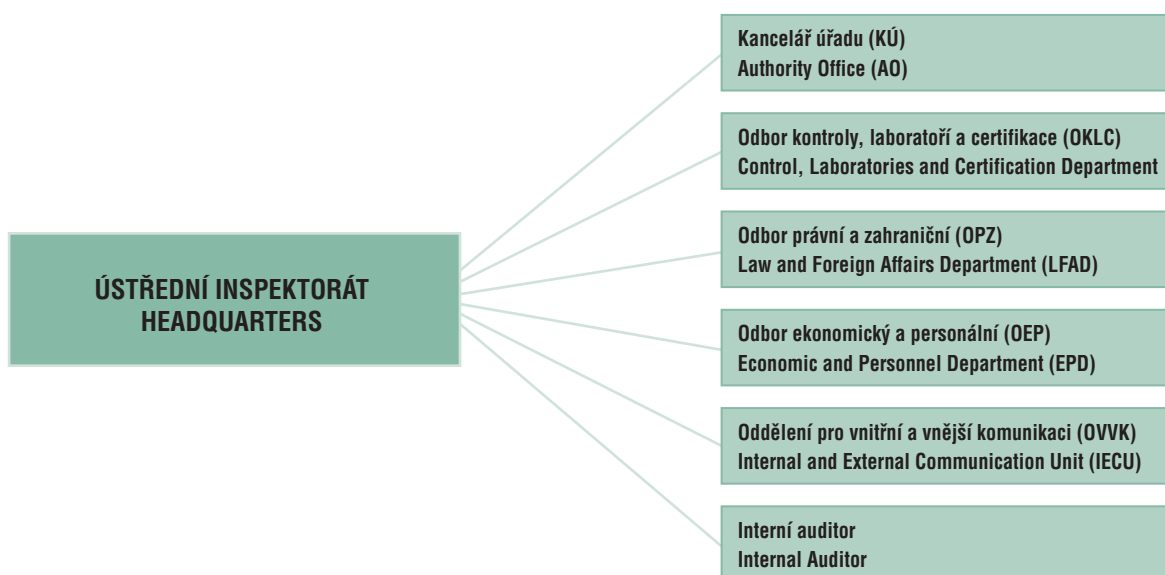 Kancelář úřadu (KÚ)
Authority Office (AO)
Odbor kontroly, laboratoří a certifikace (OKLC)
Control, Laboratories and Certification Department
ÚSTŘEDNÍ INSPEKTORÁT
HEADQUARTERS
Odbor právní a zahraniční (OPZ)
Law and Foreign Affairs Department (LFAD)
Odbor ekonomický a personální (OEP)
Economic and Personnel Department (EPD)
Oddělení pro vnitřní a vnější komunikaci (OVVK)
Internal and External Communication Unit (IECU)
Interní auditor
Internal Auditor